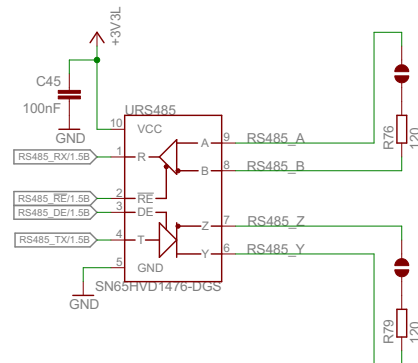 +3V3L
C45
100nF
GND
URS485
10
VCC
RS485_RX/1.5B
1
R
A
9
RS485_A
B
8
RS485_B
R76
120
RS485_RE/1.5B
2
RE
RS485_DE/1.5B
3
DE
Z
7
RS485_Z
RS485_TX/1.5B
4
T
Y
6
RS485_Y
5
GND
SN65HVD1476-DGS
GND
R79
120